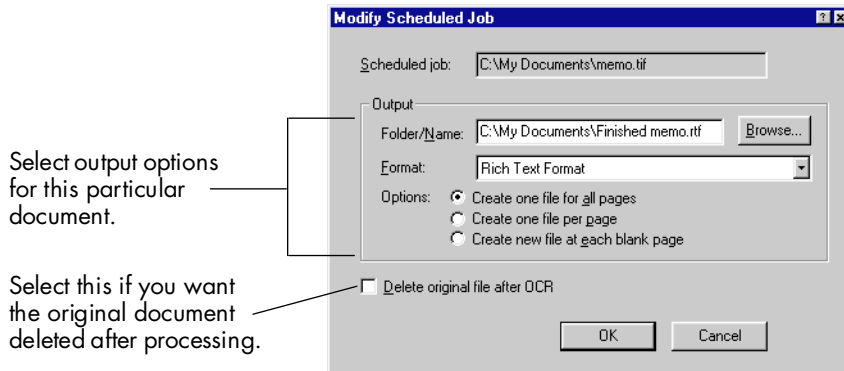 Modify Scheduled Job
Scheduled job: C:\My Documents\memo.tif
Output
Folder/Name: C:\My Documents\Finished memo.rtf Browse...
Format: Rich Text Format
Options: Create one file for all pages
Create one file per page
Create new file at each blank page
Delete original file after OCR
OK Cancel
Select output options
for this particular
document.
Select this if you want
the original document
deleted after processing.